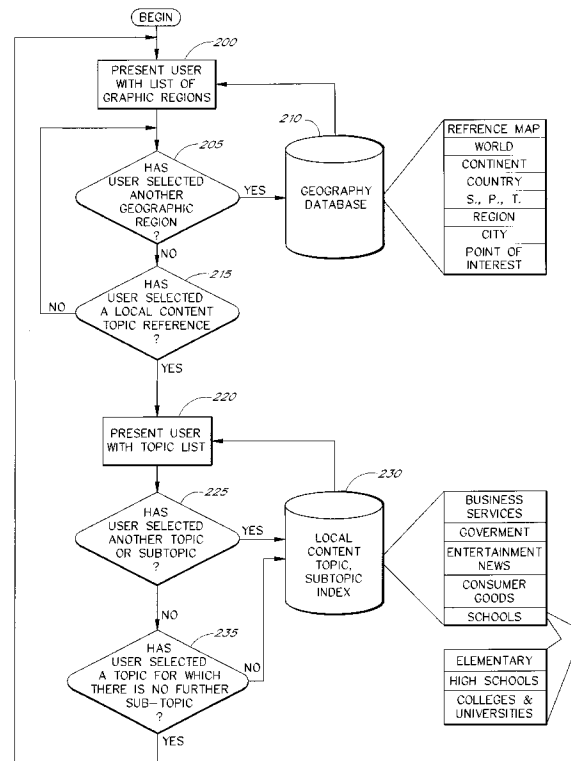 BEGIN
200
PRESENT USER
WITH LIST OF
GRAPHIC REGIONS
205
HAS
USER SELECTED
ANOTHER
GEOGRAPHIC
REGION
?
YES
NO
210
GEOGRAPHY
DATABASE
REFRENCE MAP
WORLD
CONTINENT
COUNTRY
S., P., T.
REGION
CITY
POINT OF
INTEREST
215
HAS
USER SELECTED
A LOCAL CONTENT
TOPIC REFERENCE
?
NO
YES
220
PRESENT USER
WITH TOPIC LIST
225
HAS
USER SELECTED
ANOTHER TOPIC
OR SUBTOPIC
?
YES
NO
230
LOCAL
CONTENT
TOPIC,
SUBTOPIC
INDEX
BUSINESS
SERVICES
GOVERMENT
ENTERTAINMENT
NEWS
CONSUMER
GOODS
SCHOOLS
ELEMENTARY
HIGH SCHOOLS
COLLEGES &
UNIVERSITIES
235
HAS
USER SELECTED
A TOPIC FOR WHICH
THERE IS NO FURTHER
SUB-TOPIC
?
NO
YES